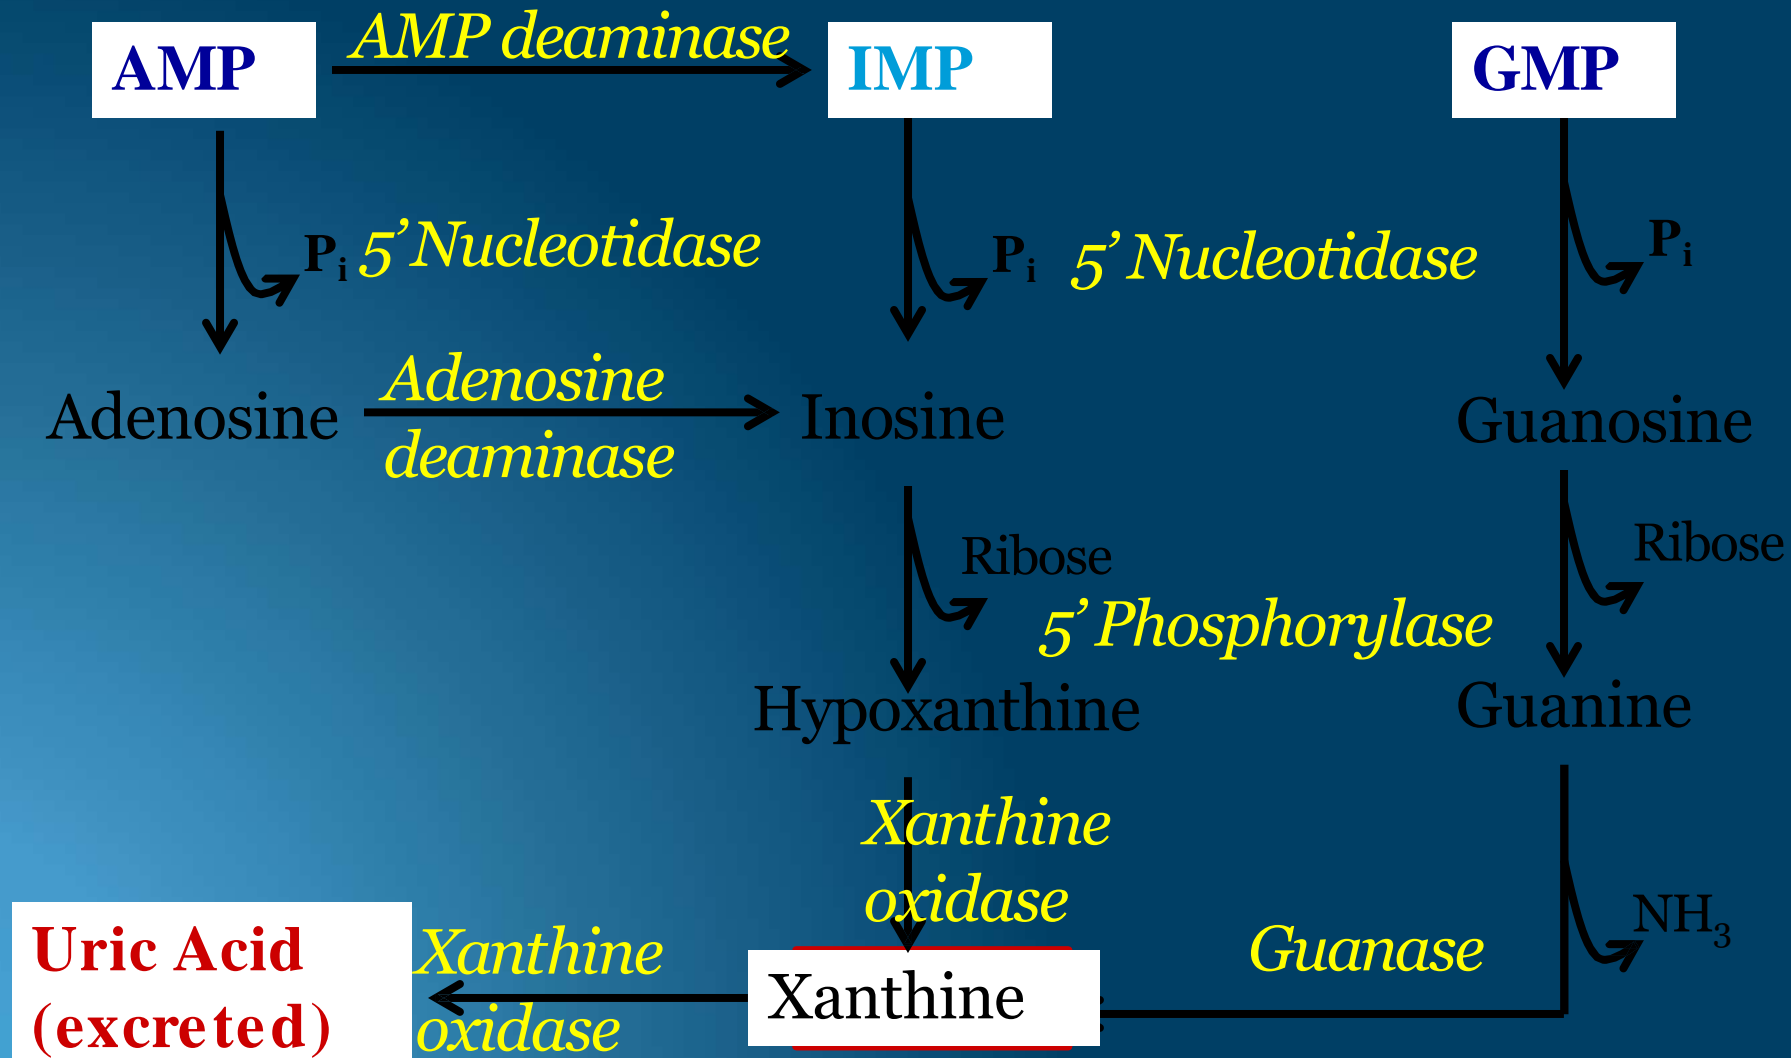 AMP
AMP deaminase
IMP
GMP
Pi
5’ Nucleotidase
Pi
5’ Nucleotidase
Pi
Adenosine
Adenosine
deaminase
Inosine
Guanosine
Ribose
Ribose
5’ Phosphorylase
Hypoxanthine
Guanine
Xanthine
oxidase
NH3
Guanase
Xanthine
Xanthine
oxidase
Uric Acid
(excreted)